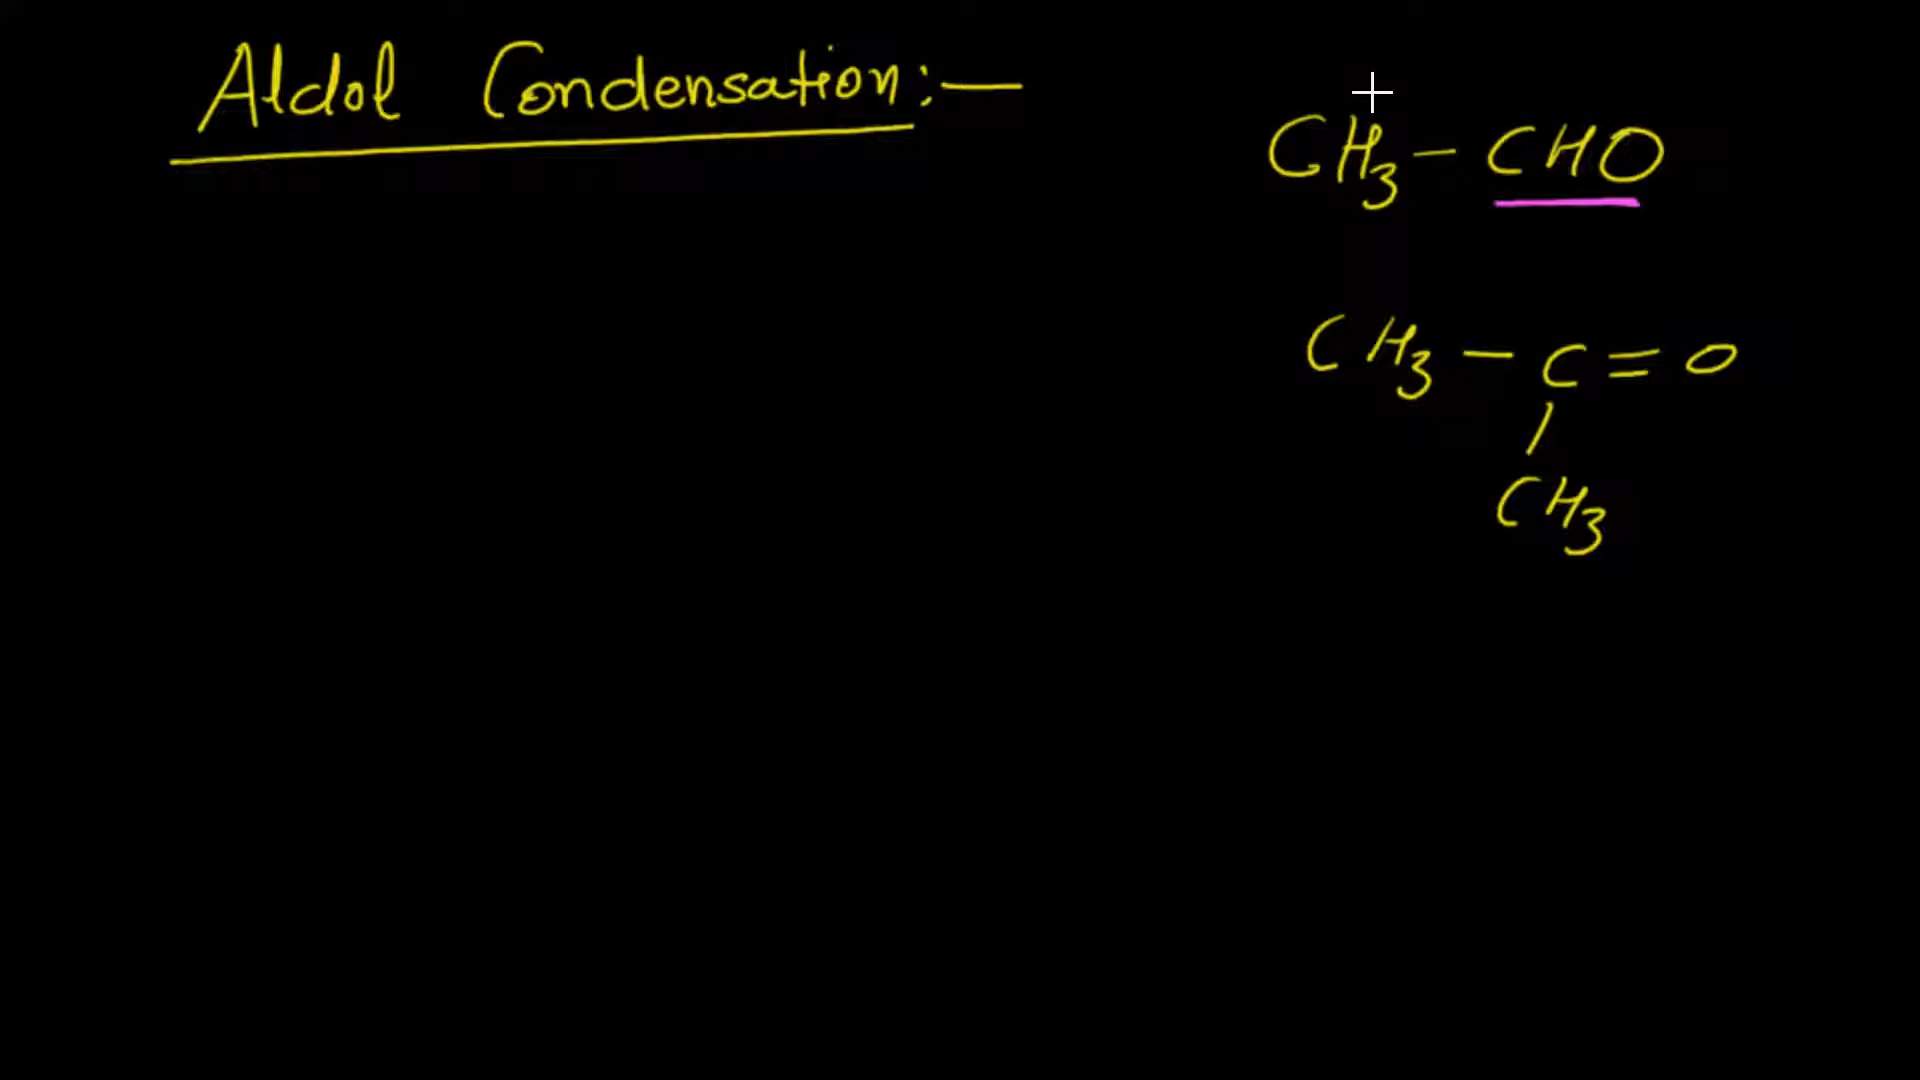 Aldol Condensation:—
CH3 - CHO
CH3 - C = O
/
CH3